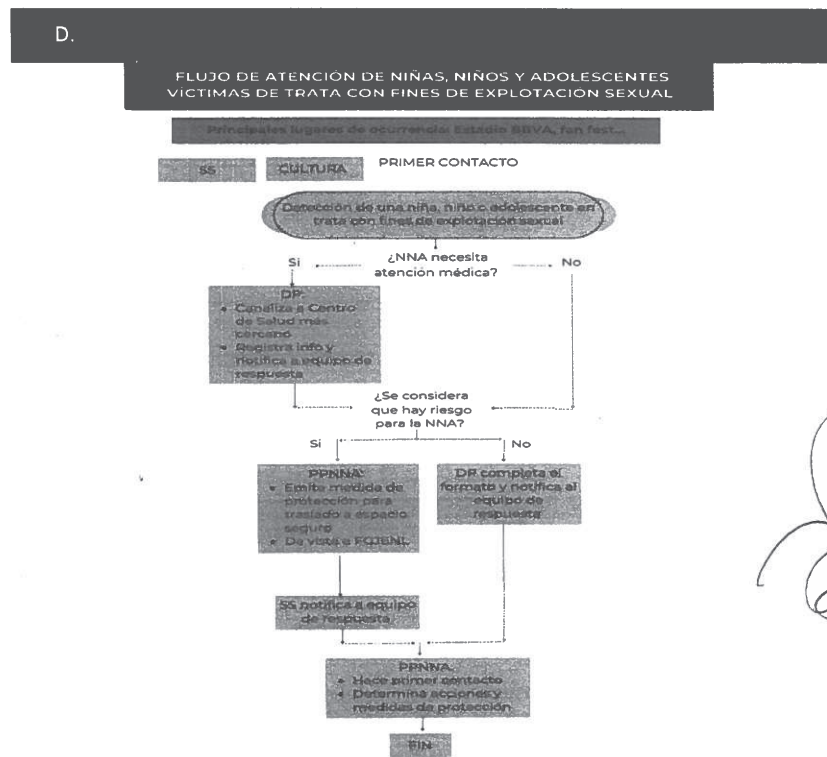 D.
FLUJO DE ATENCIÓN DE NIÑAS, NIÑOS Y ADOLESCENTES
VÍCTIMAS DE TRATA CON FINES DE EXPLOTACIÓN SEXUAL
Principales lugares de ocurrencia: Estadio BBVA, fan fest...
SS
CULTURA
PRIMER CONTACTO
Detección de una niña, niño o adolescente en
trata con fines de explotación sexual
¿NNA necesita
atención médica?
Si
No
DP:
• Canaliza a Centro
de Salud más
cercano
• Registra info y
notifica a equipo de
respuesta
¿Se considera
que hay riesgo
para la NNA?
Si
No
PPNNA:
• Emite medida de
protección para
traslado a espacio
seguro
• Da vista a FGJENL
DP completa el
formato y notifica al
equipo de
respuesta
SS notifica a equipo
de respuesta
PPNNA:
• Hace primer contacto
• Determina acciones y
medidas de protección
FIN